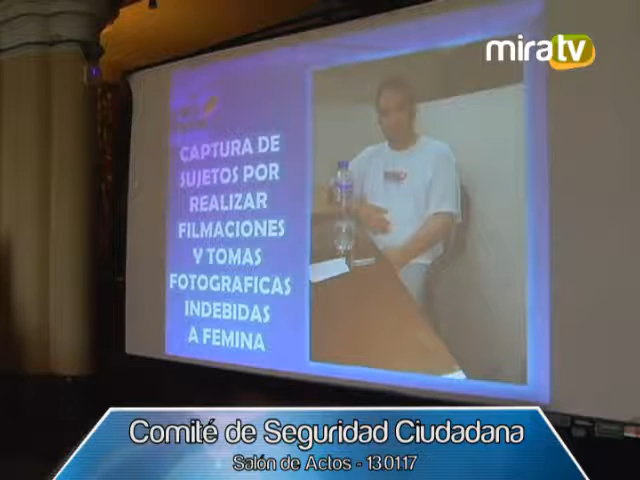 miratv
CAPTURA DE
SUJETOS POR
REALIZAR
FILMACIONES
Y TOMAS
FOTOGRAFICAS
INDEBIDAS
A FEMINA
Comité de Seguridad Ciudadana
Salón de Actos - 130117